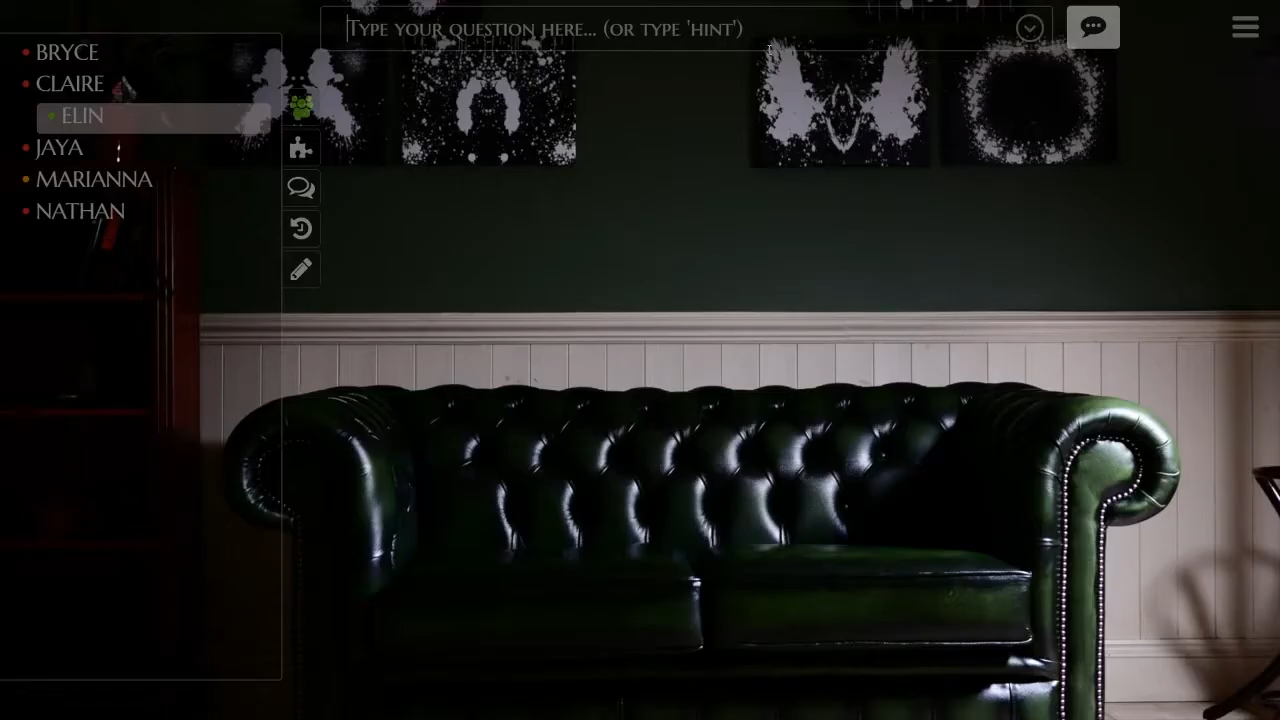 Type your question here... (or type 'hint')
BRYCE
CLAIRE
ELIN
JAYA
MARIANNA
NATHAN